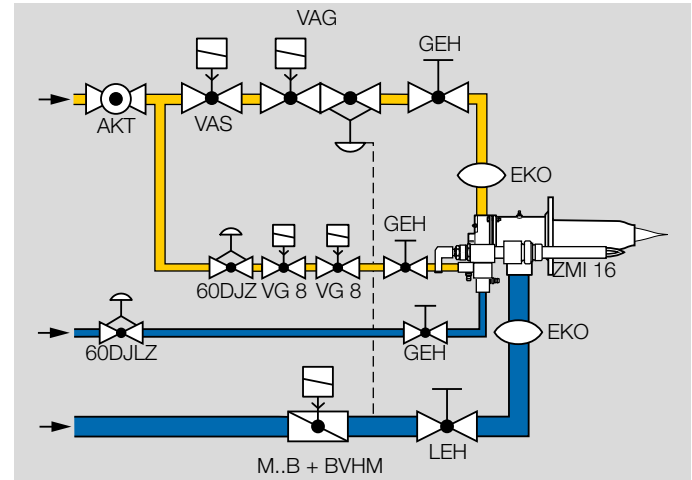 VAG
GEH
AKT
VAS
EKO
GEH
60DJZ VG 8 VG 8
ZMI 16
60DJLZ
GEH
EKO
M..B + BVHM
LEH